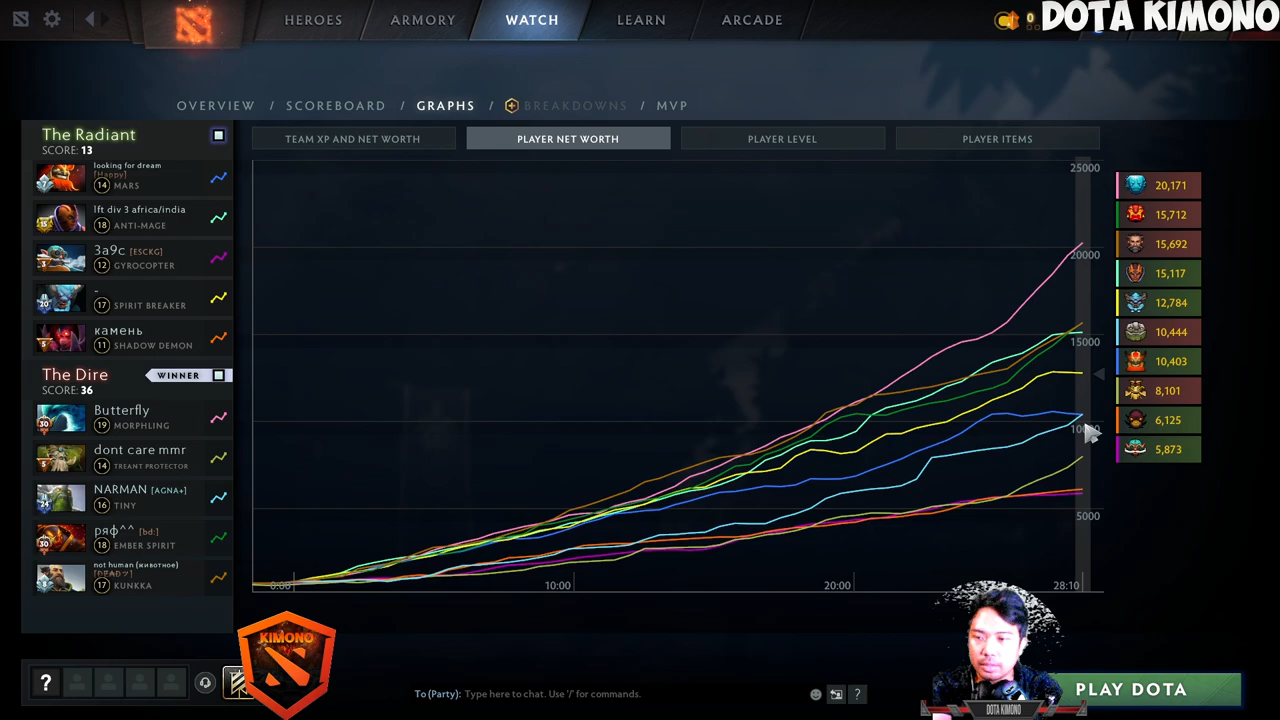 HEROES
ARMORY
WATCH
LEARN
ARCADE
0
DOTA KIMONO
OVERVIEW / SCOREBOARD / GRAPHS / BREAKDOWNS / MVP
The Radiant
SCORE: 13
looking for dream
[Happy]
14 MARS
lft div 3 africa/india
18 ANTI-MAGE
3a9c [ESCKG]
12 GYROCOPTER
-
17 SPIRIT BREAKER
камень
11 SHADOW DEMON
The Dire
WINNER
SCORE: 36
Butterfly
19 MORPHLING
dont care mmr
14 TREANT PROTECTOR
NARMAN [AGNA+]
16 TINY
ряф^^ [bd:]
18 EMBER SPIRIT
not human (животное)
17 KUNKKA
TEAM XP AND NET WORTH
PLAYER NET WORTH
PLAYER LEVEL
PLAYER ITEMS
25000
20000
15000
10000
5000
0:00
10:00
20:00
28:10
20,171
15,712
15,692
15,117
12,784
10,444
10,403
8,101
6,125
5,873
?
KIMONO
To (Party): Type here to chat. Use '/' for commands.
?
DOTA KIMONO
PLAY DOTA